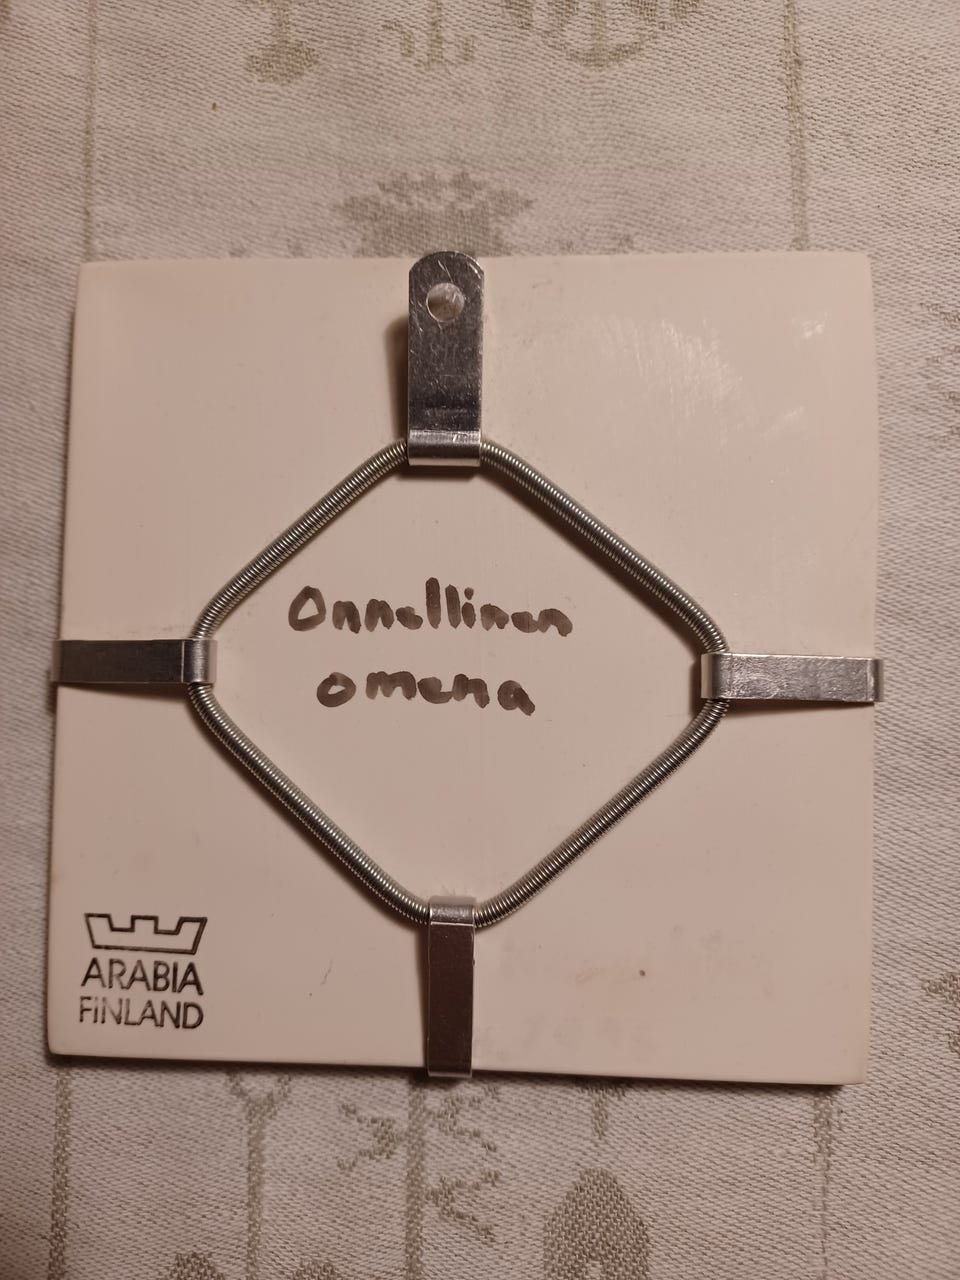 Onnellinen
omena
ARABIA
FiNLAND